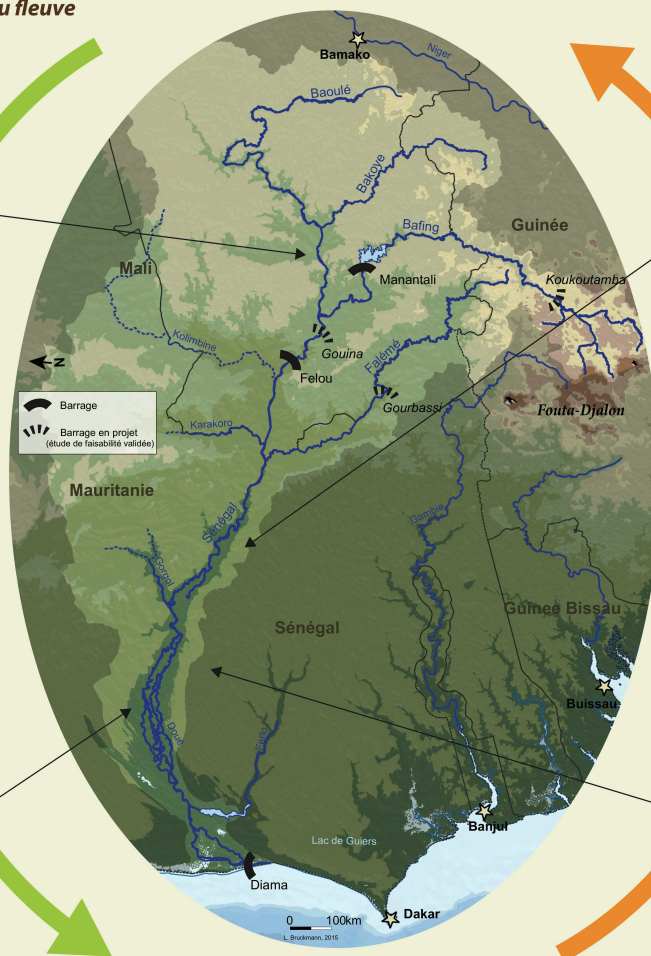 u fleuve
Bamako
Niger
Baoulé
Bakoye
Bafing
Guinée
Mali
Manantali
Koukoutamba
Kolimbine
Gouina
Falémé
N
Felou
Barrage
Barrage en projet
(étude de faisabilité validée)
Gourbassi
Fouta-Djalon
Karakoro
Mauritanie
Sénégal
Gambie
Gorgol
Sénégal
Guinee Bissau
Buissau
Doué
Ferlo
Banjul
Lac de Guiers
Diama
Dakar
0 100km
L. Bruckmann, 2015